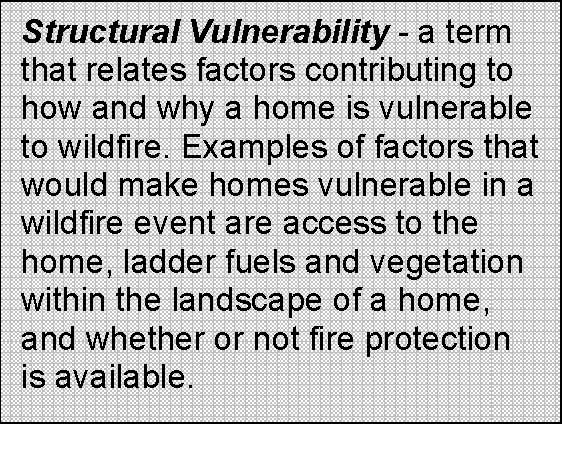 Structural Vulnerability - a term
that relates factors contributing to
how and why a home is vulnerable
to wildfire. Examples of factors that
would make homes vulnerable in a
wildfire event are access to the
home, ladder fuels and vegetation
within the landscape of a home,
and whether or not fire protection
is available.